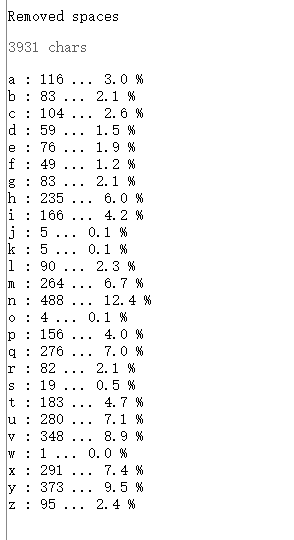 Removed spaces
3931 chars
a : 116 ... 3.0 %
b : 83 ... 2.1 %
c : 104 ... 2.6 %
d : 59 ... 1.5 %
e : 76 ... 1.9 %
f : 49 ... 1.2 %
g : 83 ... 2.1 %
h : 235 ... 6.0 %
i : 166 ... 4.2 %
j : 5 ... 0.1 %
k : 5 ... 0.1 %
l : 90 ... 2.3 %
m : 264 ... 6.7 %
n : 488 ... 12.4 %
o : 4 ... 0.1 %
p : 156 ... 4.0 %
q : 276 ... 7.0 %
r : 82 ... 2.1 %
s : 19 ... 0.5 %
t : 183 ... 4.7 %
u : 280 ... 7.1 %
v : 348 ... 8.9 %
w : 1 ... 0.0 %
x : 291 ... 7.4 %
y : 373 ... 9.5 %
z : 95 ... 2.4 %